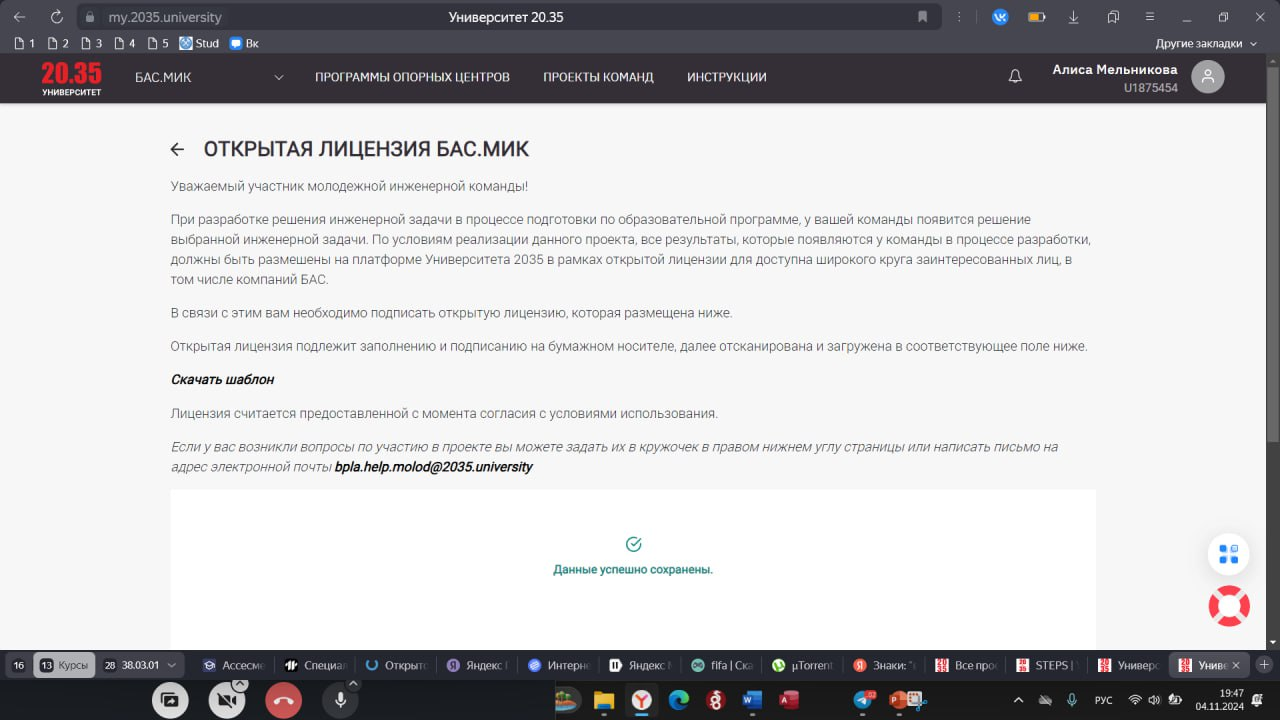 my.2035.university
Университет 20.35
1 2 3 4 5 Stud Вк
Другие закладки
20.35
УНИВЕРСИТЕТ
БАС.МИК
ПРОГРАММЫ ОПОРНЫХ ЦЕНТРОВ
ПРОЕКТЫ КОМАНД
ИНСТРУКЦИИ
Алиса Мельникова
U1875454
ОТКРЫТАЯ ЛИЦЕНЗИЯ БАС.МИК
Уважаемый участник молодежной инженерной команды!
При разработке решения инженерной задачи в процессе подготовки по образовательной программе, у вашей команды появится решение
выбранной инженерной задачи. По условиям реализации данного проекта, все результаты, которые появляются у команды в процессе разработки,
должны быть размещены на платформе Университета 2035 в рамках открытой лицензии для доступна широкого круга заинтересованных лиц, в
том числе компаний БАС.
В связи с этим вам необходимо подписать открытую лицензию, которая размещена ниже.
Открытая лицензия подлежит заполнению и подписанию на бумажном носителе, далее отсканирована и загружена в соответствующее поле ниже.
Скачать шаблон
Лицензия считается предоставленной с момента согласия с условиями использования.
Если у вас возникли вопросы по участию в проекте вы можете задать их в кружочек в правом нижнем углу страницы или написать письмо на
адрес электронной почты bpla.help.molod@2035.university
Данные успешно сохранены.
16 13 Курсы 28 38.03.01 Ассесме Специал Открыто Яндекс Интерне Яндекс fifa | Ска µTorrent Знаки: "и Все прос STEPS | Универс Униве
РУС
19:47
04.11.2024